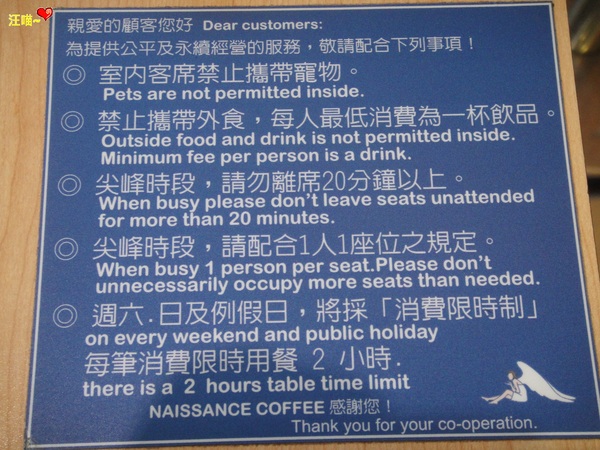 汪喵~
親愛的顧客您好 Dear customers:
為提供公平及永續經營的服務，敬請配合下列事項！
◎ 室內客席禁止攜帶寵物。
Pets are not permitted inside.
◎ 禁止攜帶外食，每人最低消費為一杯飲品。
Outside food and drink is not permitted inside.
Minimum fee per person is a drink.
◎ 尖峰時段，請勿離席20分鐘以上。
When busy please don't leave seats unattended
for more than 20 minutes.
◎ 尖峰時段，請配合1人1座位之規定。
When busy 1 person per seat.Please don't
unnecessarily occupy more seats than needed.
◎ 週六.日及例假日，將採「消費限時制」
on every weekend and public holiday
每筆消費限時用餐 2 小時.
there is a 2 hours table time limit
NAISSANCE COFFEE 感謝您！
Thank you for your co-operation.